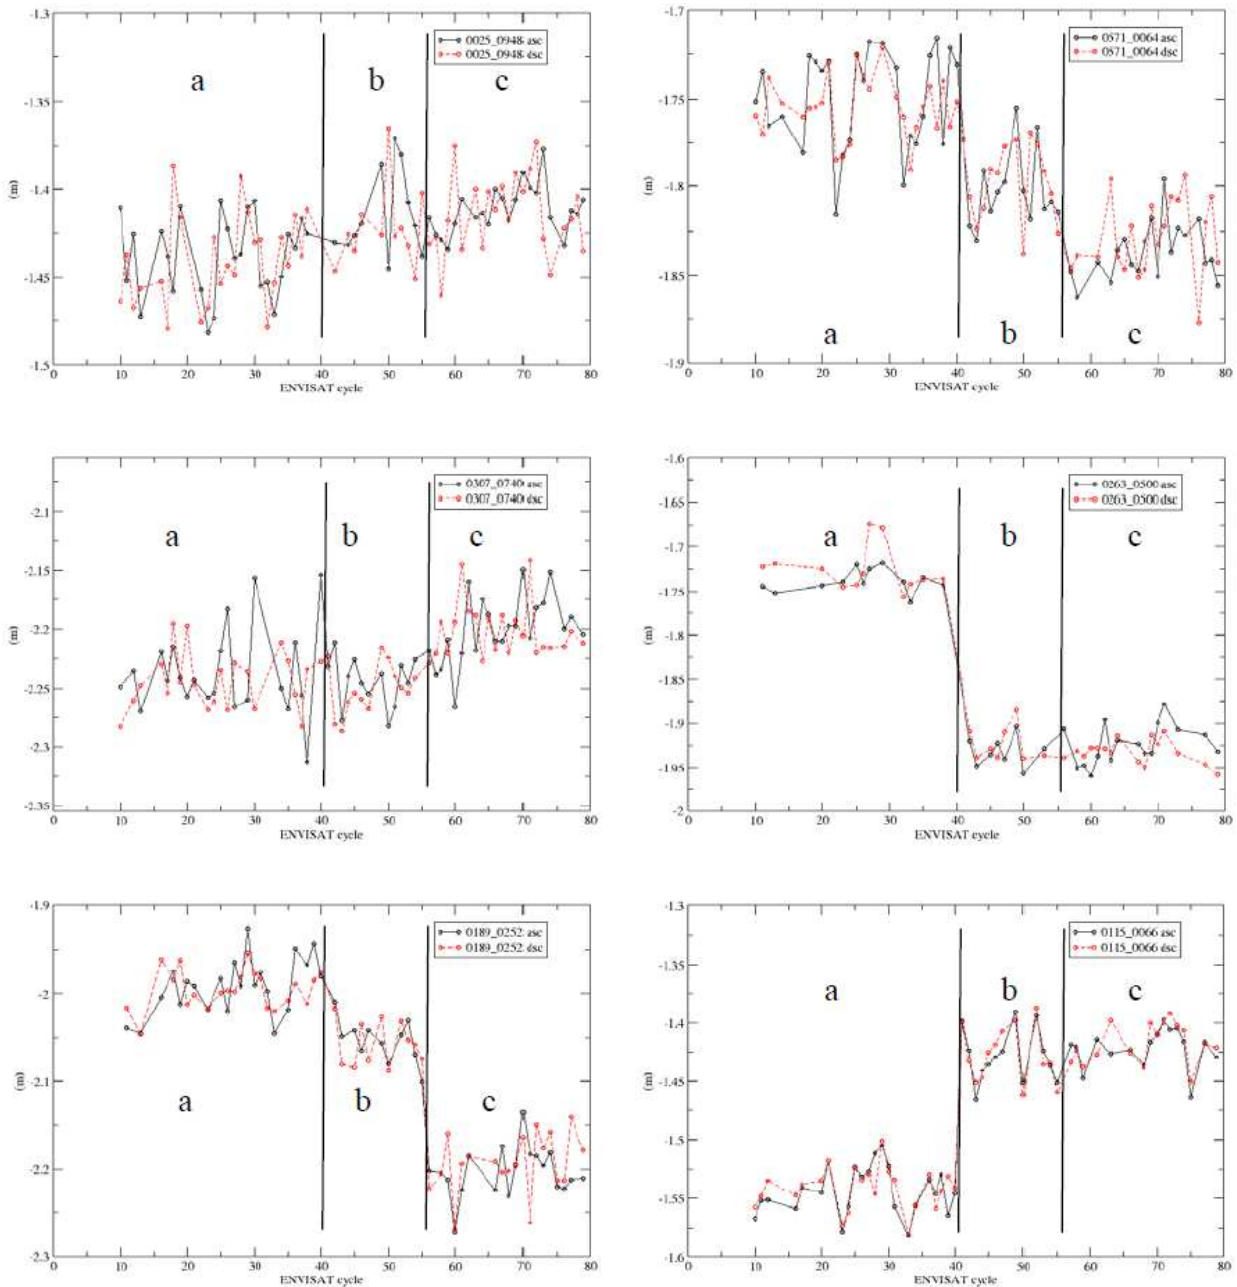 -1.3
0025_0948 asc
0025_0948 dsc
a
b
c
-1.35
-1.4
(m)
-1.45
-1.5
0 10 20 30 40 50 60 70 80
ENVISAT cycle
-1.7
0571_0064 asc
0571_0064 dsc
-1.75
(m)
-1.8
-1.85
a
b
c
-1.9
0 10 20 30 40 50 60 70 80
ENVISAT cycle
0307_0740 asc
0307_0740 dsc
-2.1
a
b
c
-2.15
(m)
-2.2
-2.25
-2.3
-2.35
0 10 20 30 40 50 60 70 80
ENVISAT cycle
-1.6
0263_0500 asc
0263_0500 dsc
-1.65
a
b
c
-1.7
-1.75
(m)
-1.8
-1.85
-1.9
-1.95
-2
0 10 20 30 40 50 60 70 80
ENVISAT cycle
-1.9
0189_0252 asc
0189_0252 dsc
-2
(m)
-2.1
a
b
c
-2.2
-2.3
0 10 20 30 40 50 60 70 80
ENVISAT cycle
-1.3
0115_0066 asc
0115_0066 dsc
-1.35
a
b
c
-1.4
(m)
-1.45
-1.5
-1.55
-1.6
0 10 20 30 40 50 60 70 80
ENVISAT cycle